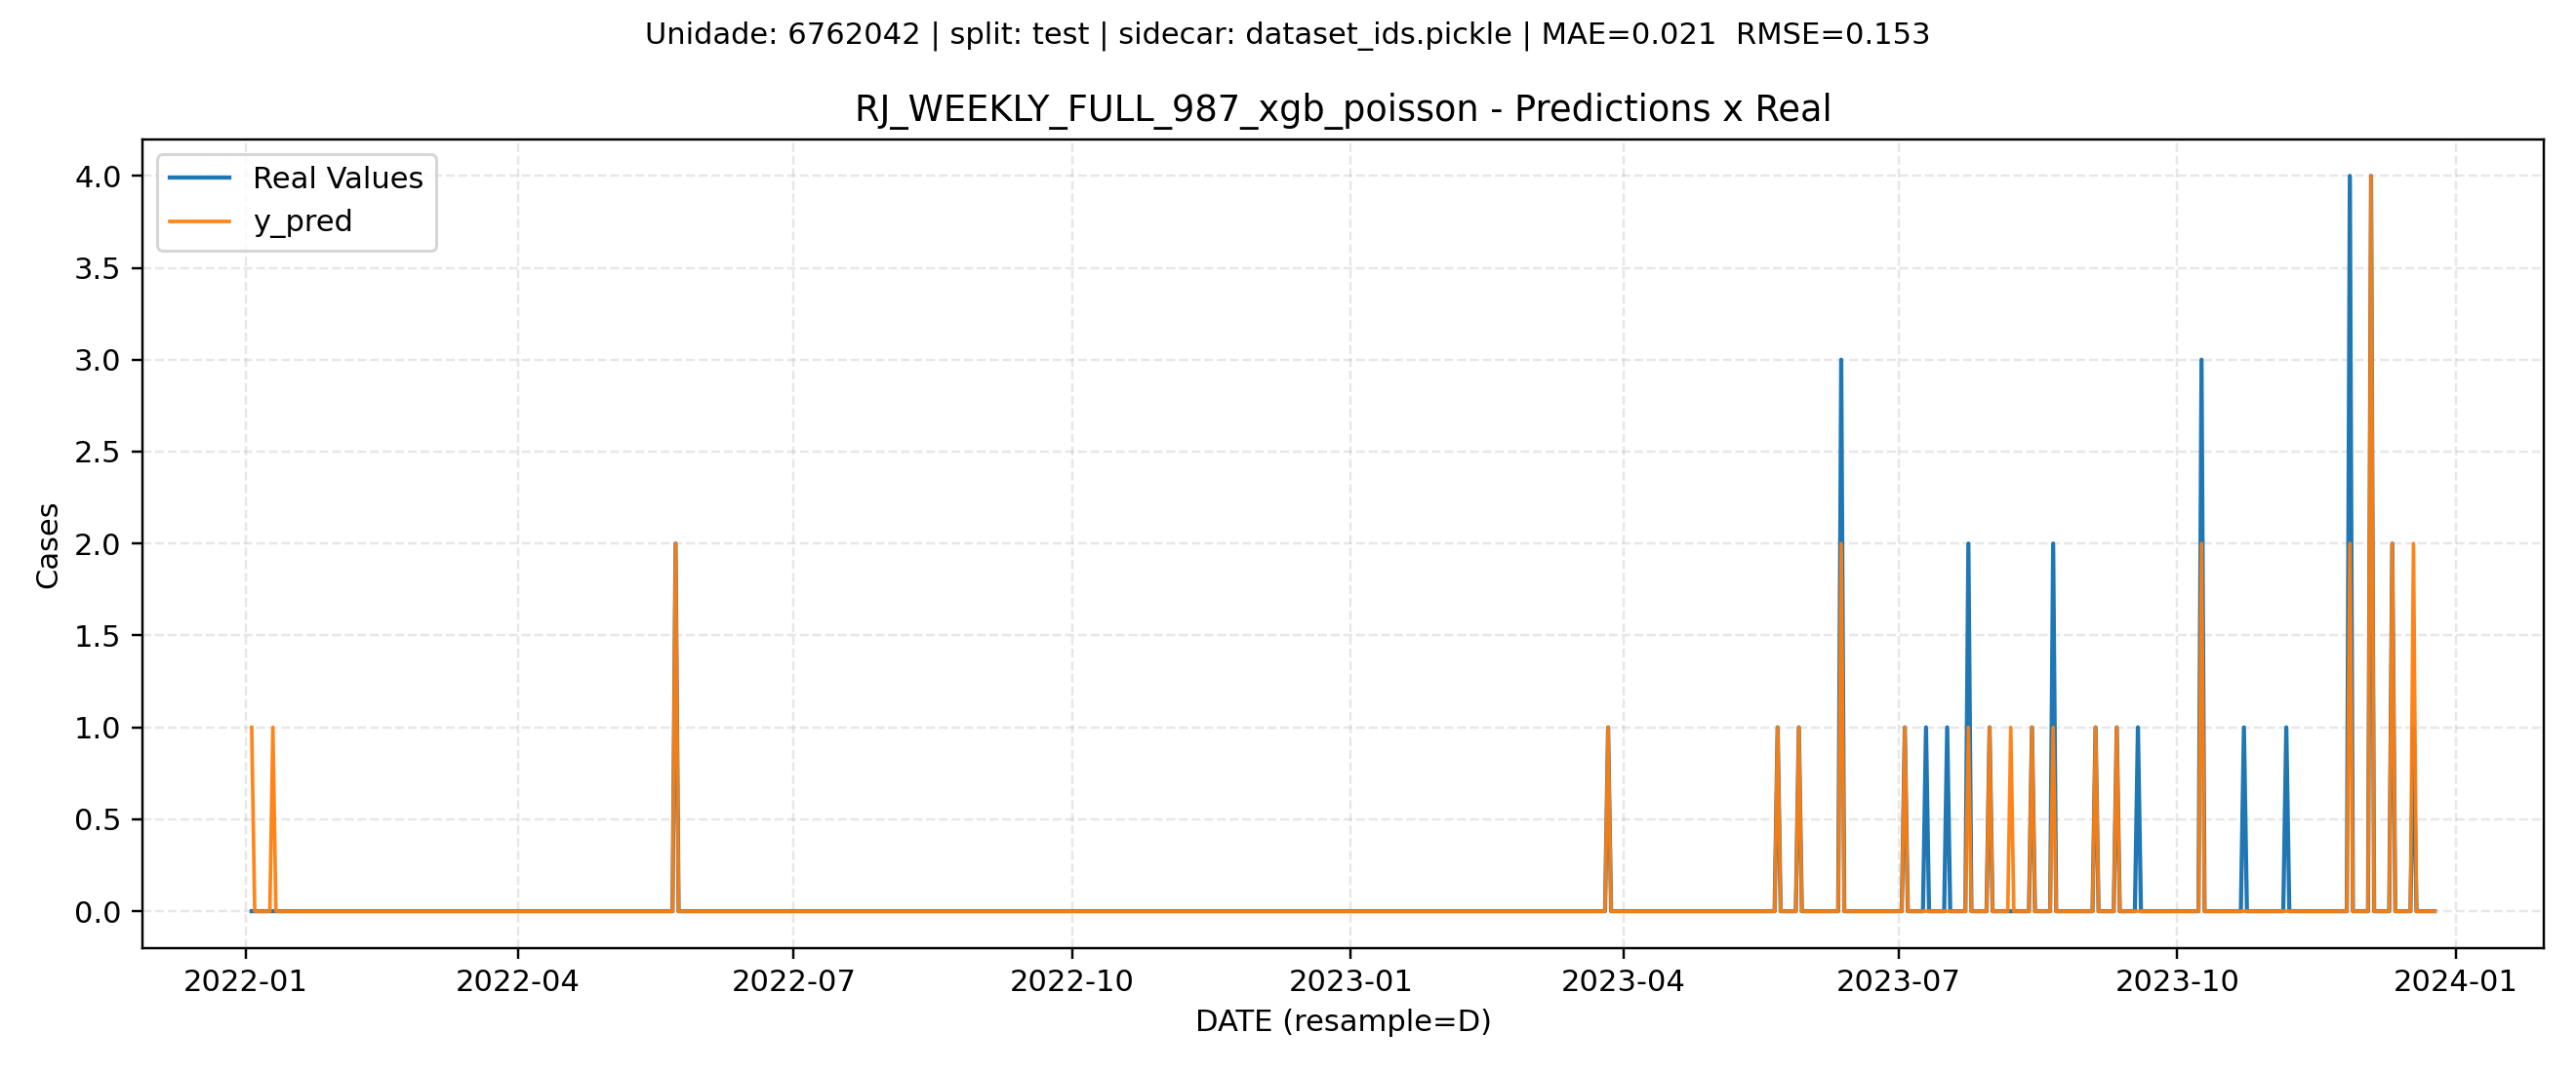 Unidade: 6762042 | split: test | sidecar: dataset_ids.pickle | MAE=0.021  RMSE=0.153
RJ_WEEKLY_FULL_987_xgb_poisson - Predictions x Real
Real Values
y_pred
4.0
3.5
3.0
2.5
2.0
1.5
1.0
0.5
0.0
Cases
2022-01 2022-04 2022-07 2022-10 2023-01 2023-04 2023-07 2023-10 2024-01
DATE (resample=D)